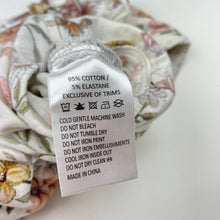 95% COTTON /
5% ELASTANE
EXCLUSIVE OF TRIMS
COLD GENTLE MACHINE WASH
DO NOT BLEACH
DO NOT TUMBLE DRY
DO NOT IRON PRINT
DO NOT IRON EMBELLISHMENTS
COOL IRON INSIDE OUT
DO NOT DRY CLEAN
MADE IN
CHINA